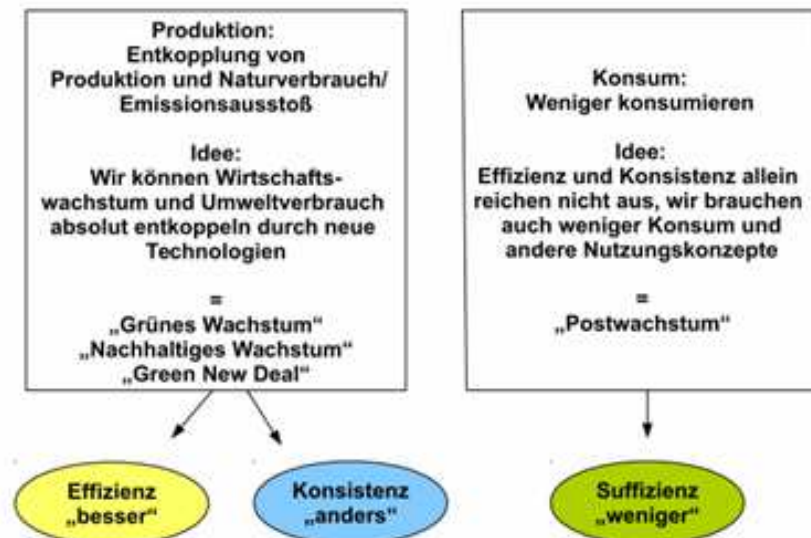 Produktion:
Entkopplung von
Produktion und Naturverbrauch/
Emissionsausstoß
Idee:
Wir können Wirtschafts-
wachstum und Umweltverbrauch
absolut entkoppeln durch neue
Technologien
=
„Grünes Wachstum“
„Nachhaltiges Wachstum“
„Green New Deal“
Konsum:
Weniger konsumieren
Idee:
Effizienz und Konsistenz allein
reichen nicht aus, wir brauchen
auch weniger Konsum und
andere Nutzungskonzepte
=
„Postwachstum“
Effizienz
„besser“
Konsistenz
„anders“
Suffizienz
„weniger“